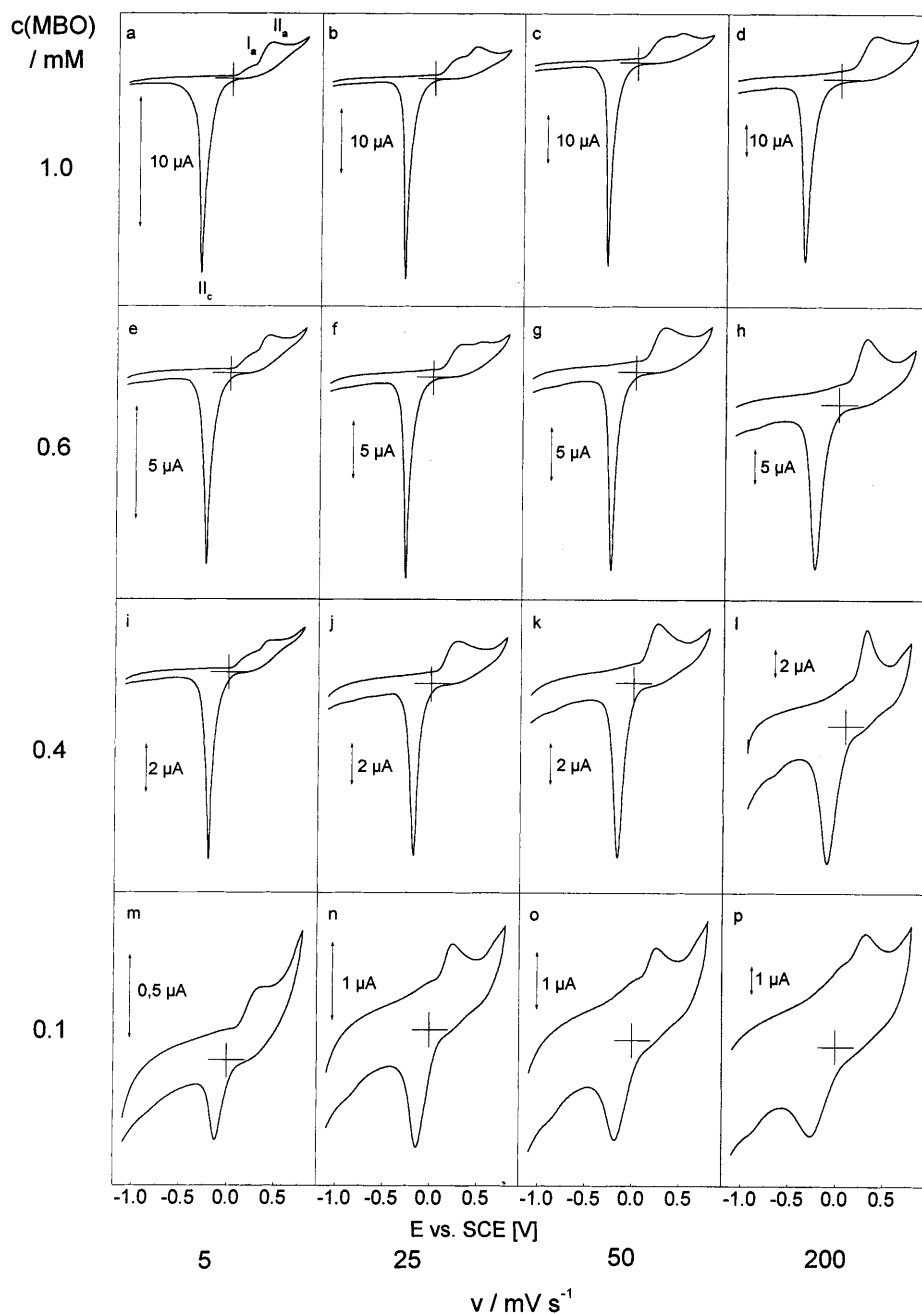 c(MBO)
/ mM
a
Ia
IIa
b
c
d
1.0
10 µA
10 µA
10 µA
10 µA
IIc
e
f
g
h
0.6
5 µA
5 µA
5 µA
5 µA
i
j
k
l
0.4
2 µA
2 µA
2 µA
2 µA
m
n
o
p
0.1
0,5 µA
1 µA
1 µA
1 µA
-1.0 -0.5 0.0 0.5 -1.0 -0.5 0.0 0.5 -1.0 -0.5 0.0 0.5 -1.0 -0.5 0.0 0.5
E vs. SCE [V]
5 25 50 200
v / mV s⁻¹